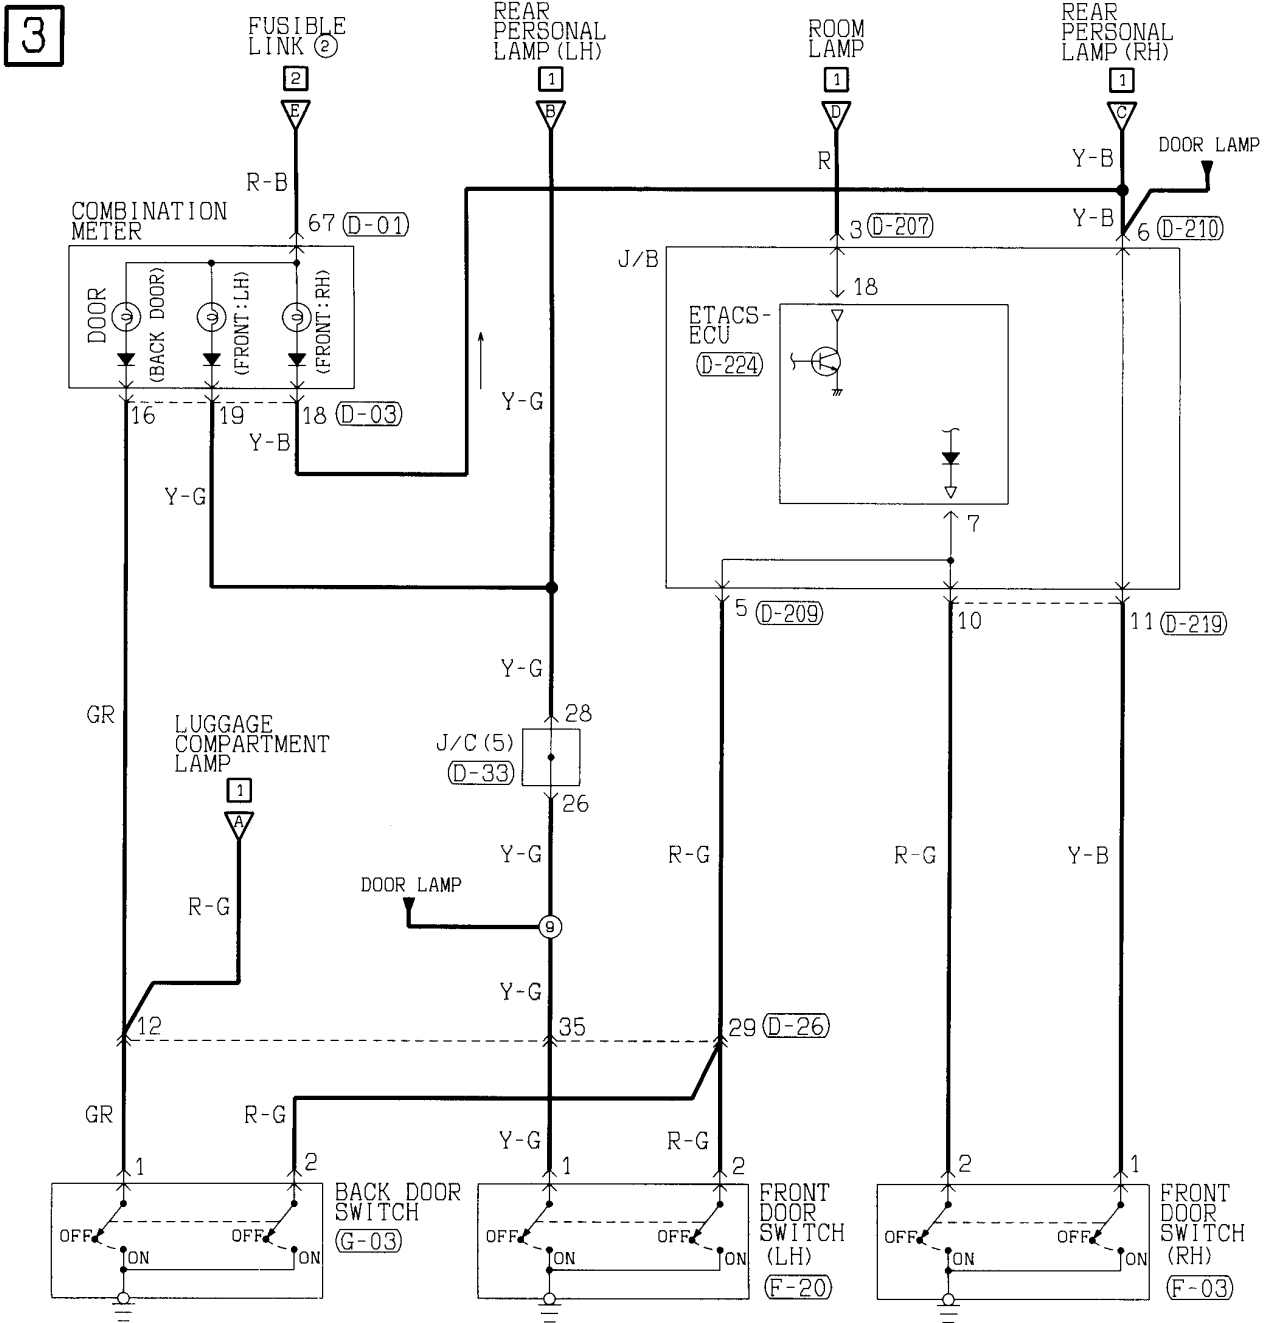 3
FUSIBLE
LINK ②
2
E
REAR
PERSONAL
LAMP (LH)
1
B
ROOM
LAMP
1
D
REAR
PERSONAL
LAMP (RH)
1
C
DOOR LAMP
R-B
R
Y-B
Y-B
COMBINATION
METER
67 D-01
3 D-207
6 D-210
J/B
DOOR
(BACK DOOR)
(FRONT:LH)
(FRONT:RH)
18
ETACS-
ECU
D-224
16
19
18 D-03
Y-G
Y-B
Y-G
7
5 D-209
10
11 D-219
Y-G
GR
LUGGAGE
COMPARTMENT
LAMP
1
A
28
J/C (5)
D-33
26
Y-G
R-G
R-G
Y-B
DOOR LAMP
R-G
9
Y-G
12
35
29 D-26
GR
R-G
Y-G
R-G
1
2
1
2
2
1
BACK DOOR
SWITCH
G-03
OFF
ON
OFF
ON
FRONT
DOOR
SWITCH
(LH)
F-20
OFF
ON
OFF
ON
FRONT
DOOR
SWITCH
(RH)
F-03
OFF
ON
OFF
ON